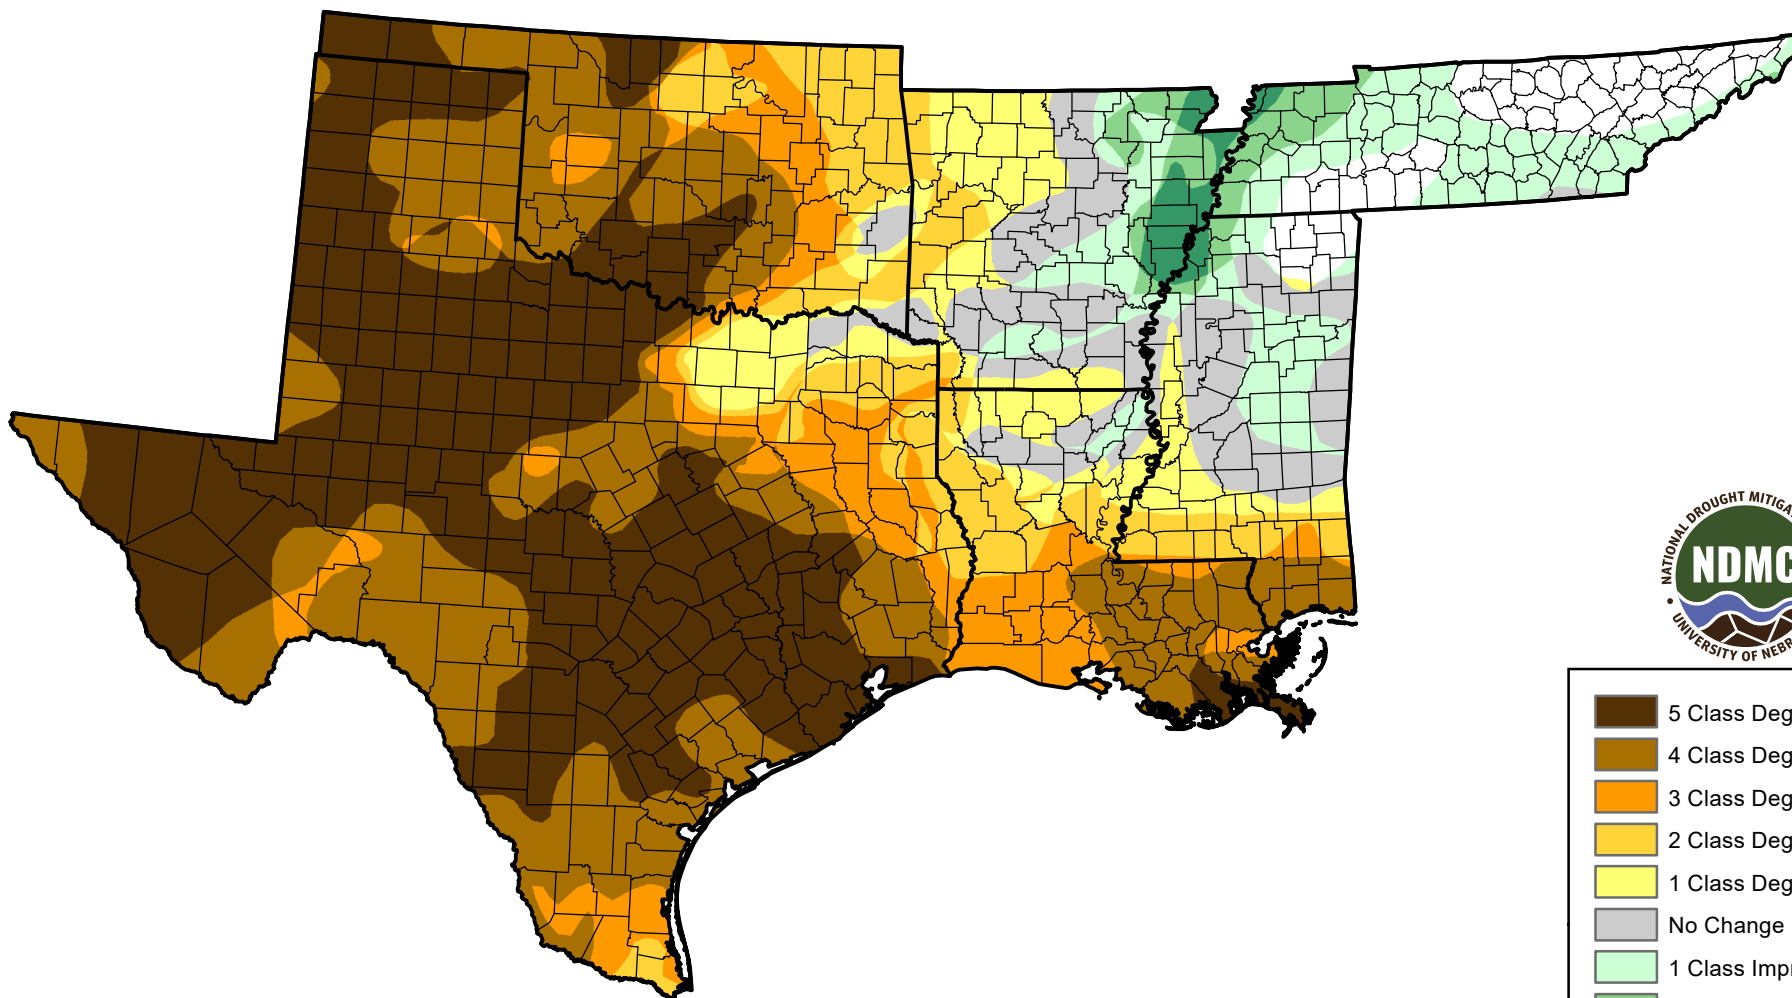 NATIONAL DROUGHT MITIGA
NDMC
UNIVERSITY OF NEBR
5 Class Deg
4 Class Deg
3 Class Deg
2 Class Deg
1 Class Deg
No Change
1 Class Impr